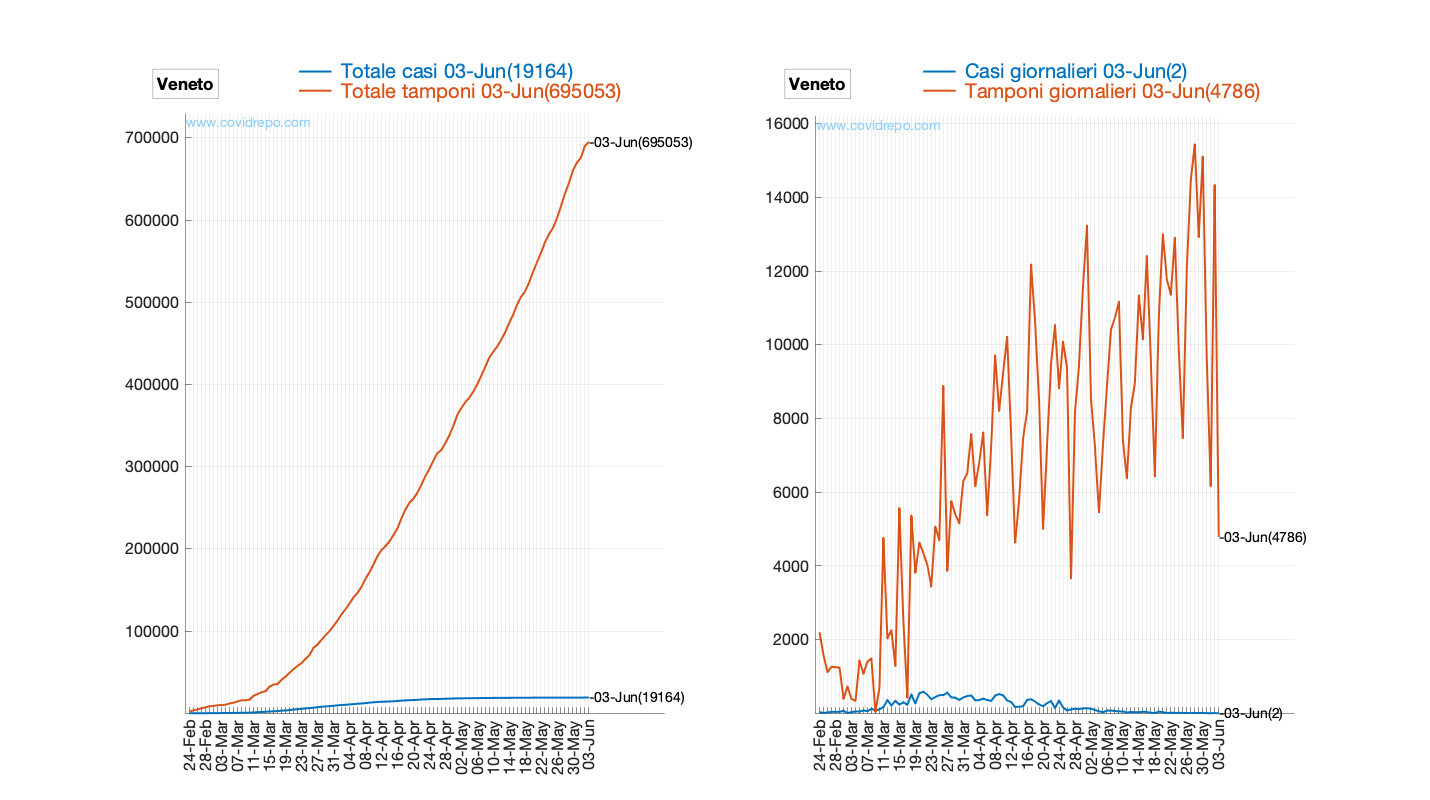 Veneto
Totale casi 03-Jun(19164)
Totale tamponi 03-Jun(695053)
www.covidrepo.com
700000
600000
500000
400000
300000
200000
100000
-03-Jun(695053)
-03-Jun(19164)
24-Feb
28-Feb
03-Mar
07-Mar
11-Mar
15-Mar
19-Mar
23-Mar
27-Mar
31-Mar
04-Apr
08-Apr
12-Apr
16-Apr
20-Apr
24-Apr
28-Apr
02-May
06-May
10-May
14-May
18-May
22-May
26-May
30-May
03-Jun
Veneto
Casi giornalieri 03-Jun(2)
Tamponi giornalieri 03-Jun(4786)
www.covidrepo.com
16000
14000
12000
10000
8000
6000
4000
2000
-03-Jun(4786)
-03-Jun(2)
24-Feb
28-Feb
03-Mar
07-Mar
11-Mar
15-Mar
19-Mar
23-Mar
27-Mar
31-Mar
04-Apr
08-Apr
12-Apr
16-Apr
20-Apr
24-Apr
28-Apr
02-May
06-May
10-May
14-May
18-May
22-May
26-May
30-May
03-Jun